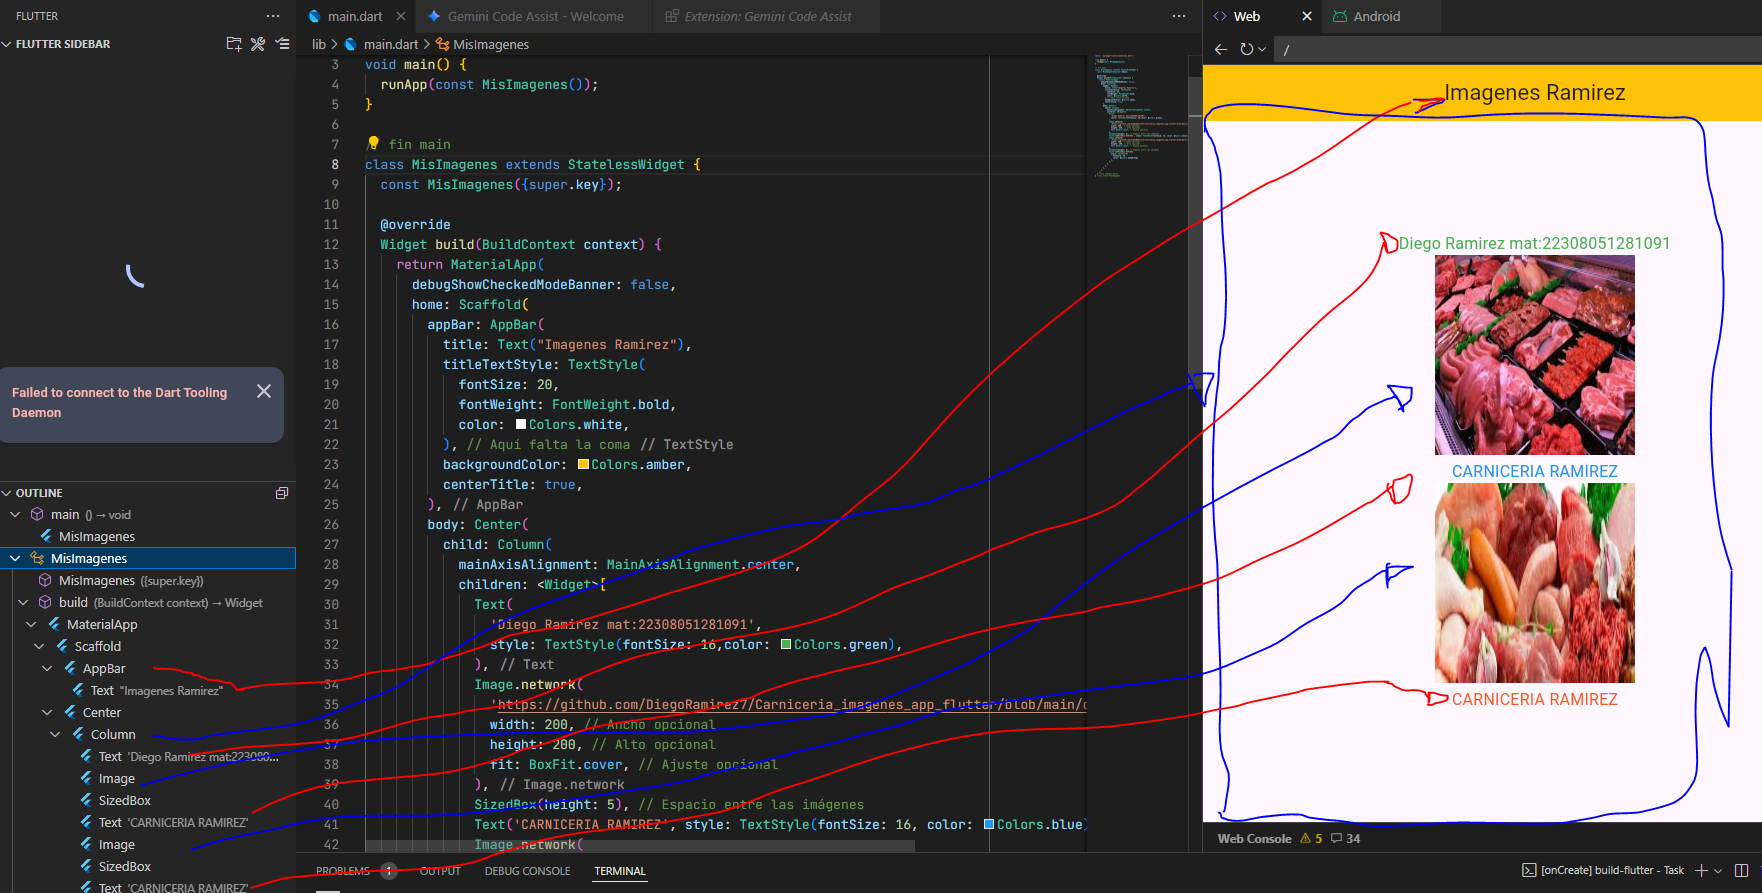 FLUTTER
FLUTTER SIDEBAR
Failed to connect to the Dart Tooling
Daemon
OUTLINE
main () → void
MisImagenes
MisImagenes
MisImagenes ({super.key})
build (BuildContext context) → Widget
MaterialApp
Scaffold
AppBar
Text "Imagenes Ramirez"
Center
Column
Text 'Diego Ramirez mat:223080...
Image
SizedBox
Text 'CARNICERIA RAMIREZ'
Image
SizedBox
Text 'CARNICERIA RAMIREZ'
main.dart
Gemini Code Assist - Welcome
Extension: Gemini Code Assist
lib > main.dart > MisImagenes
3 void main() {
4 runApp(const MisImagenes());
5 }
6
7 fin main
8 class MisImagenes extends StatelessWidget {
9 const MisImagenes({super.key});
10
11 @override
12 Widget build(BuildContext context) {
13 return MaterialApp(
14 debugShowCheckedModeBanner: false,
15 home: Scaffold(
16 appBar: AppBar(
17 title: Text("Imagenes Ramirez"),
18 titleTextStyle: TextStyle(
19 fontSize: 20,
20 fontWeight: FontWeight.bold,
21 color: Colors.white,
22 ), // Aquí falta la coma // TextStyle
23 backgroundColor: Colors.amber,
24 centerTitle: true,
25 ), // AppBar
26 body: Center(
27 child: Column(
28 mainAxisAlignment: MainAxisAlignment.center,
29 children: <Widget>[
30 Text(
31 'Diego Ramirez mat:22308051281091',
32 style: TextStyle(fontSize: 16,color: Colors.green),
33 ), // Text
34 Image.network(
35 'https://github.com/DiegoRamirez7/Carniceria_imagenes_app_flutter/blob/main/
36 width: 200, // Ancho opcional
37 height: 200, // Alto opcional
38 fit: BoxFit.cover, // Ajuste opcional
39 ), // Image.network
40 SizedBox(height: 5), // Espacio entre las imágenes
41 Text('CARNICERIA RAMIREZ', style: TextStyle(fontSize: 16, color: Colors.blue)
42 Image.network(
PROBLEMS 1
OUTPUT
DEBUG CONSOLE
TERMINAL
[onCreate] build-flutter - Task
Web
Android
/
Imagenes Ramirez
Diego Ramirez mat:22308051281091
CARNICERIA RAMIREZ
CARNICERIA RAMIREZ
Web Console 5 34